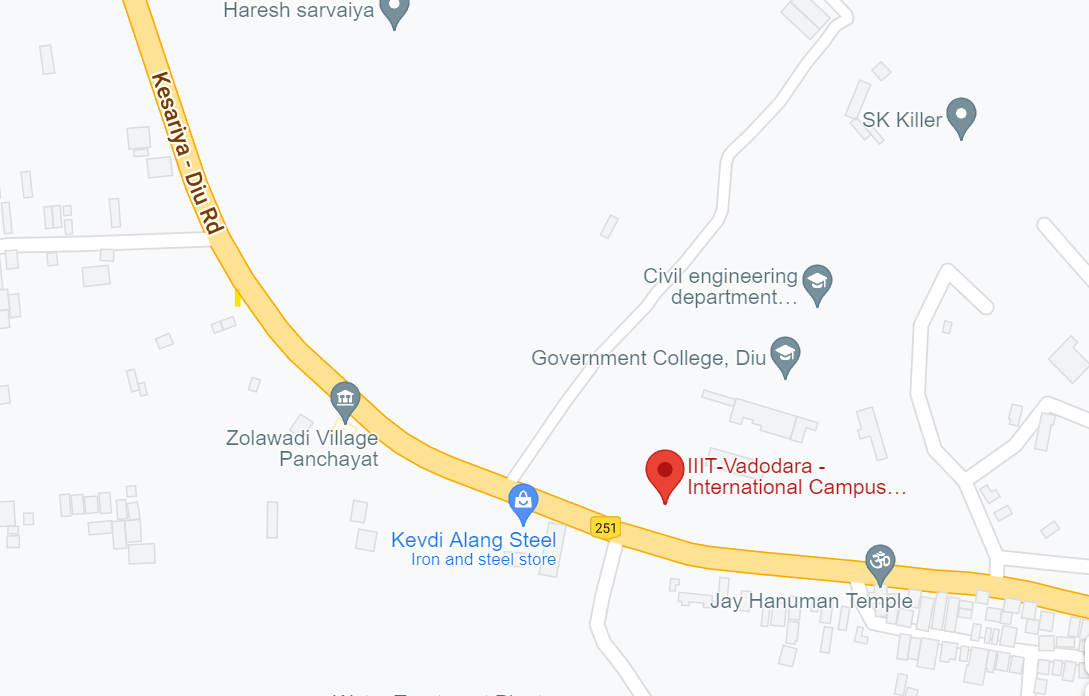 Haresh sarvaiya
Kesariya - Diu Rd
SK Killer
Civil engineering
department...
Government College, Diu
Zolawadi Village
Panchayat
IIIT-Vadodara -
International Campus...
251
Kevdi Alang Steel
Iron and steel store
Jay Hanuman Temple